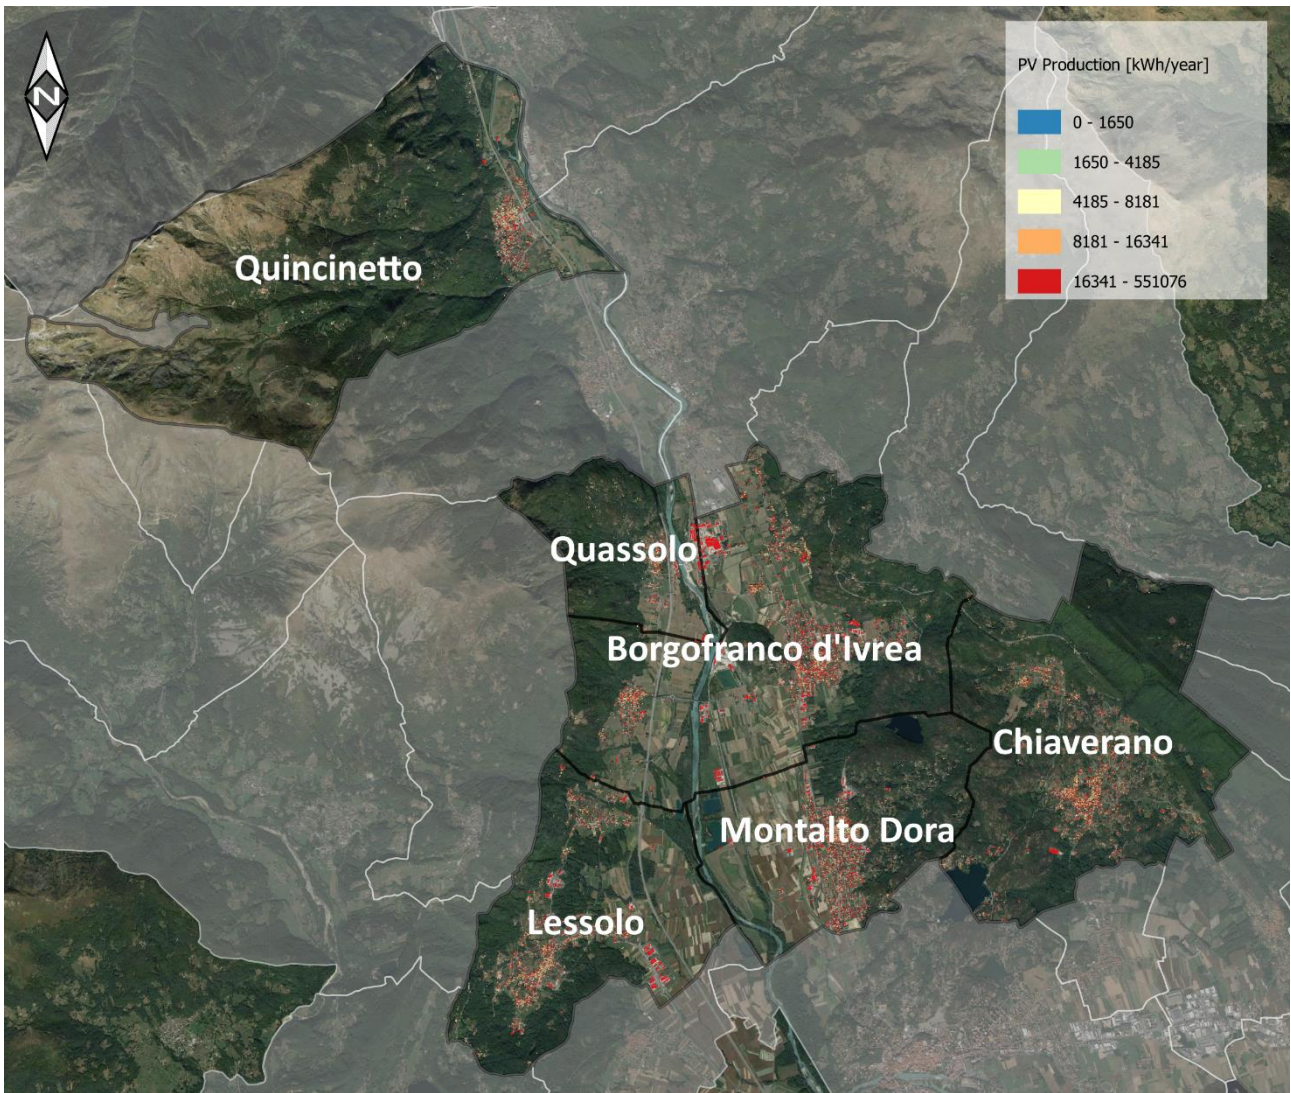 N
PV Production [kWh/year]
0 - 1650
1650 - 4185
4185 - 8181
8181 - 16341
16341 - 551076
Quincinetto
Quassolo
Borgofranco d'Ivrea
Chiaverano
Montalto Dora
Lessolo